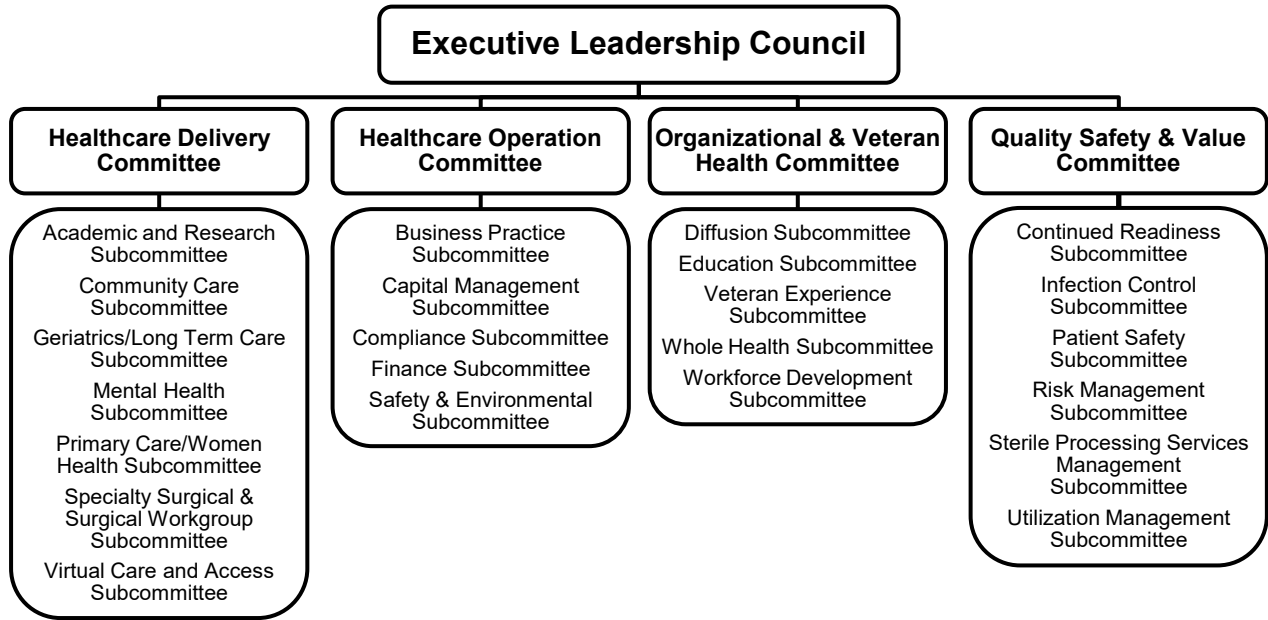 Executive Leadership Council
Healthcare Delivery
Committee
Academic and Research
Subcommittee
Community Care
Subcommittee
Geriatrics/Long Term Care
Subcommittee
Mental Health
Subcommittee
Primary Care/Women
Health Subcommittee
Specialty Surgical &
Surgical Workgroup
Subcommittee
Virtual Care and Access
Subcommittee
Healthcare Operation
Committee
Business Practice
Subcommittee
Capital Management
Subcommittee
Compliance Subcommittee
Finance Subcommittee
Safety & Environmental
Subcommittee
Organizational & Veteran
Health Committee
Diffusion Subcommittee
Education Subcommittee
Veteran Experience
Subcommittee
Whole Health Subcommittee
Workforce Development
Subcommittee
Quality Safety & Value
Committee
Continued Readiness
Subcommittee
Infection Control
Subcommittee
Patient Safety
Subcommittee
Risk Management
Subcommittee
Sterile Processing Services
Management
Subcommittee
Utilization Management
Subcommittee